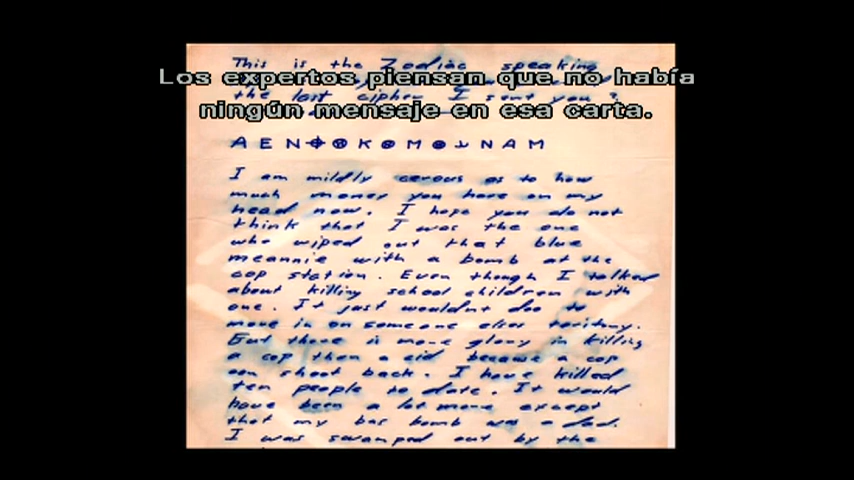 This is the Zodiac speaking
Los expertos piensan que no había
the last cipher I sent you?
ningún mensaje en esa carta.
A E N ⌖ ⊗ K ⊗ M ⊗ N A M
I am mildly cerous as to how
much money you have on my
head now. I hope you do not
think that I was the one
who wiped out that blue
meannie with a bomb at the
cop station. Even though I talked
about killing school children with
one. It just wouldnt doo to
move in on someone elses teritory.
But there is more glory in killing
a cop than a cid because a cop
can shoot back. I have killed
ten people to date. It would
have been a lot more except
that my bus bomb was a dud.
I was swamped out by the